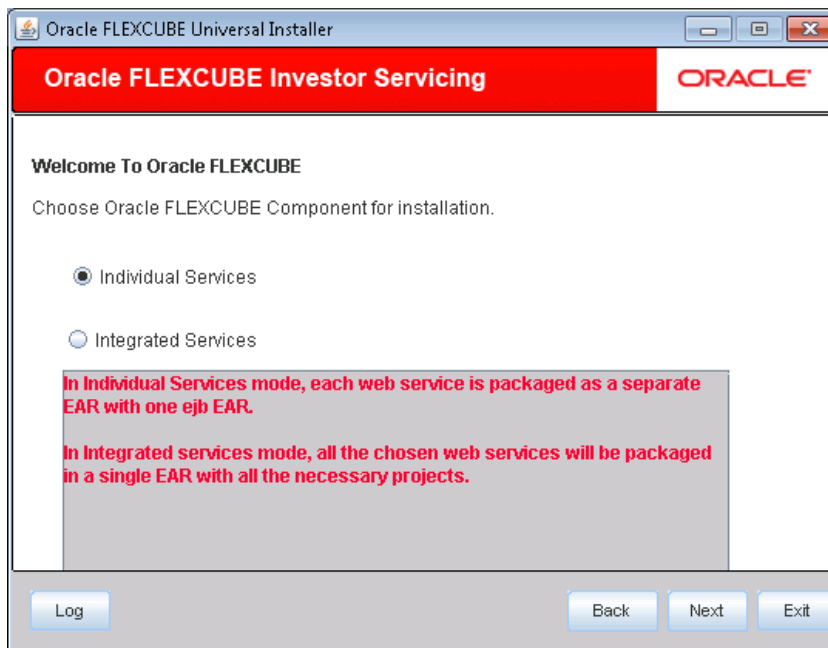 Oracle FLEXCUBE Universal Installer
Oracle FLEXCUBE Investor Servicing
ORACLE
Welcome To Oracle FLEXCUBE
Choose Oracle FLEXCUBE Component for installation.
Individual Services
Integrated Services
In Individual Services mode, each web service is packaged as a separate
EAR with one ejb EAR.
In Integrated services mode, all the chosen web services will be packaged
in a single EAR with all the necessary projects.
Log
Back
Next
Exit